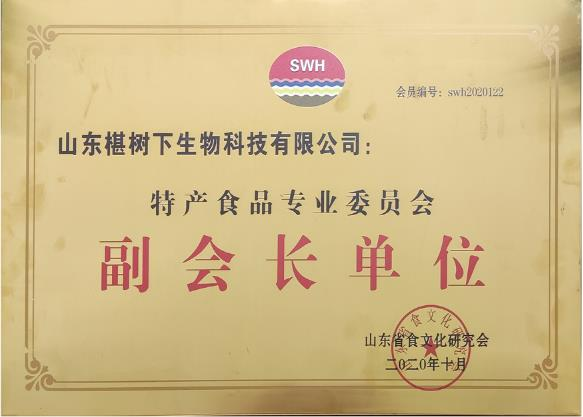 SWH
会员编号：swh2020122
山东椹树下生物科技有限公司：
特产食品专业委员会
副会长单位
山东省食文化研究会
二〇二〇年十月